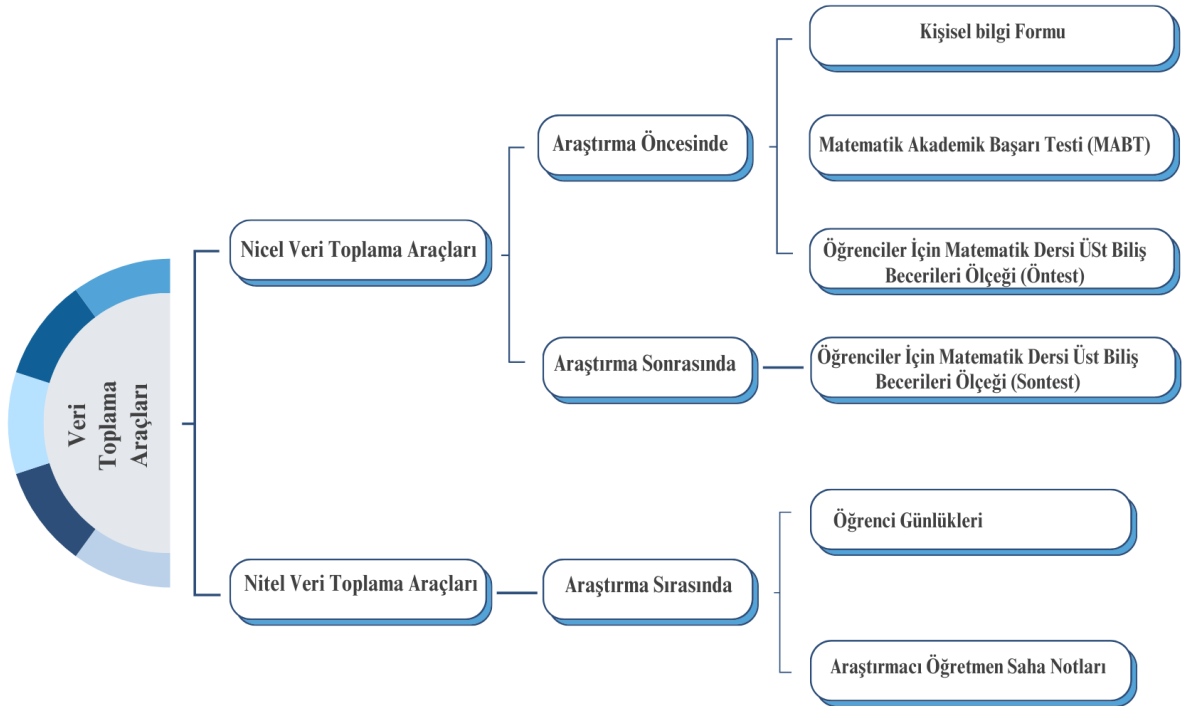 Veri
Toplama
Araçları
Nicel Veri Toplama Araçları
Araştırma Öncesinde
Kişisel bilgi Formu
Matematik Akademik Başarı Testi (MABT)
Öğrenciler İçin Matematik Dersi ÜSt Biliş
Becerileri Ölçeği (Öntest)
Araştırma Sonrasında
Öğrenciler İçin Matematik Dersi Üst Biliş
Becerileri Ölçeği (Sontest)
Nitel Veri Toplama Araçları
Araştırma Sırasında
Öğrenci Günlükleri
Araştırmacı Öğretmen Saha Notları